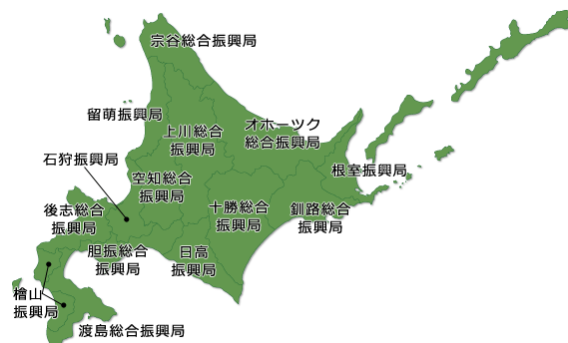 宗谷総合振興局
留萌振興局
上川総合
振興局
オホーツク
総合振興局
石狩振興局
空知総合
振興局
根室振興局
後志総合
振興局
十勝総合
振興局
釧路総合
振興局
胆振総合
振興局
日高
振興局
檜山
振興局
渡島総合振興局